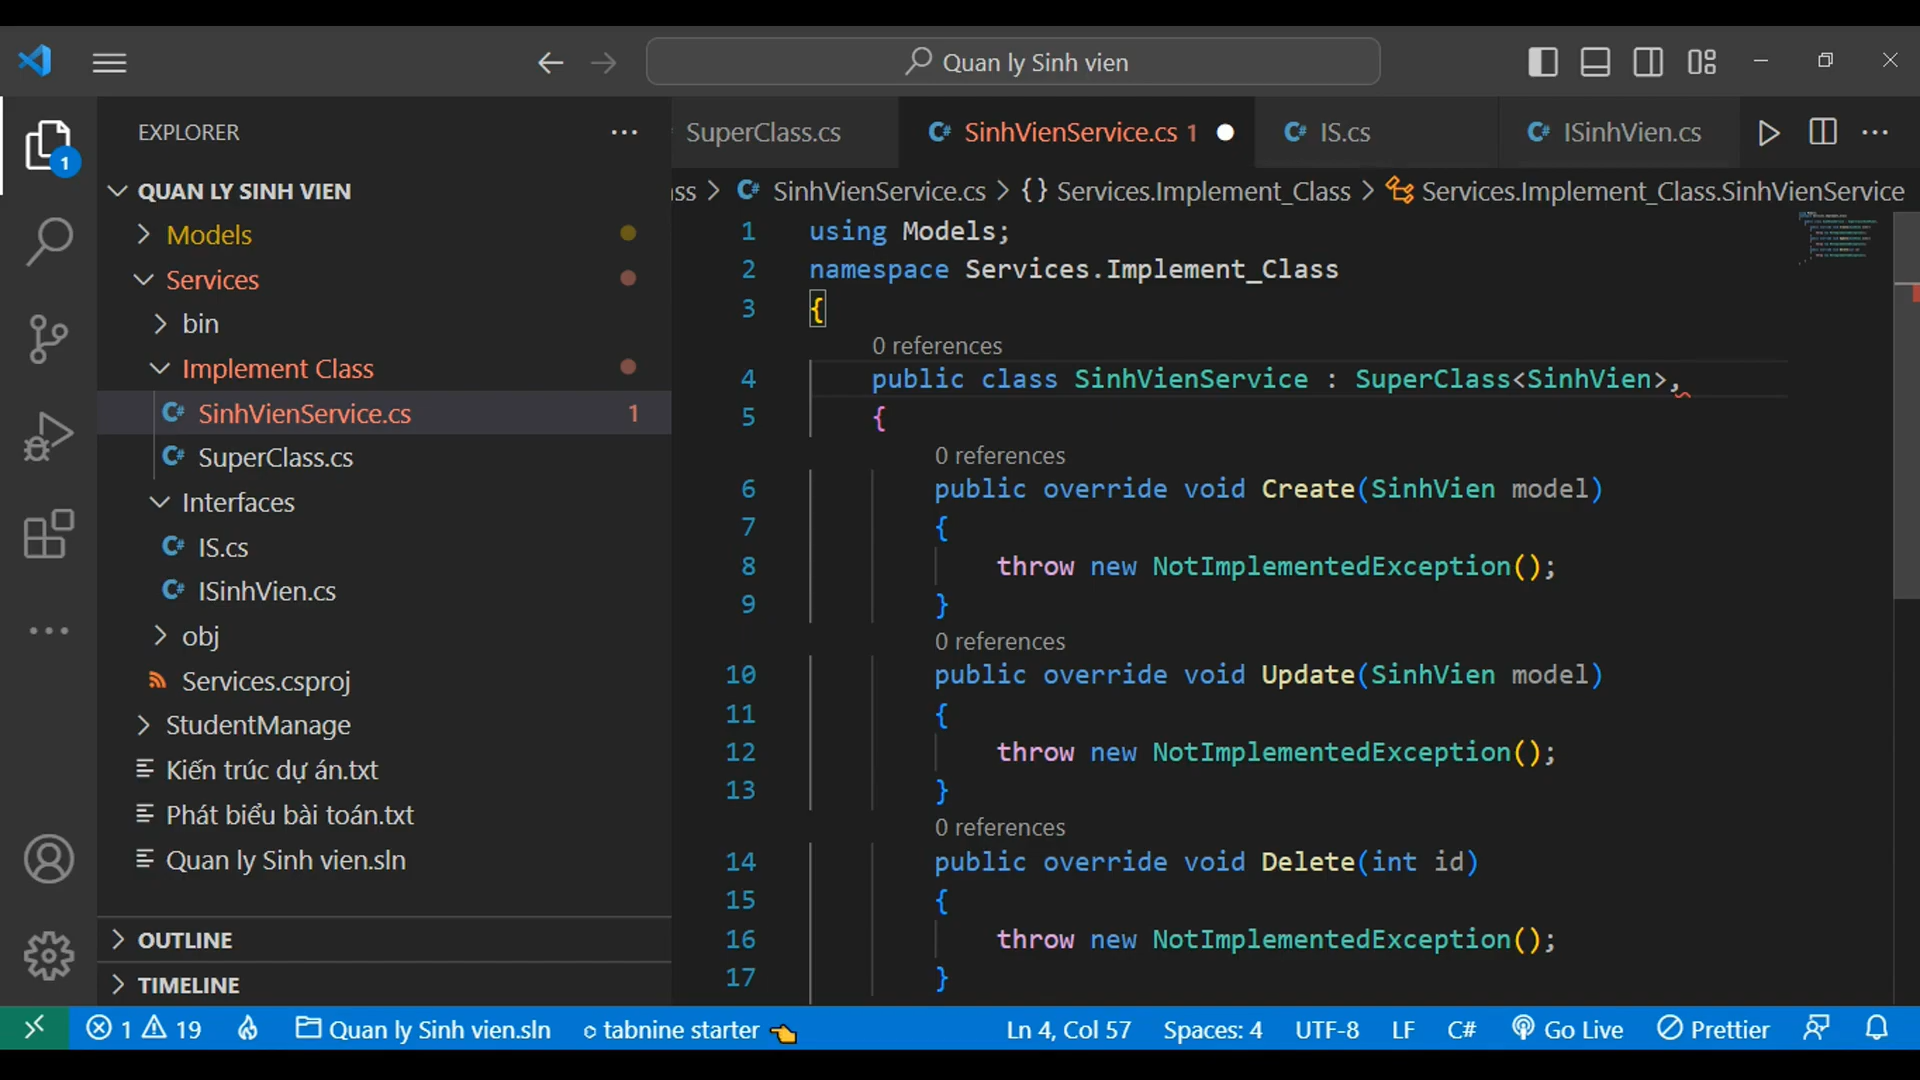 Quan ly Sinh vien
EXPLORER
SuperClass.cs
SinhVienService.cs 1
IS.cs
ISinhVien.cs
1
QUAN LY SINH VIEN
ss > SinhVienService.cs > {} Services.Implement_Class > Services.Implement_Class.SinhVienService
Models
Services
bin
Implement Class
SinhVienService.cs 1
SuperClass.cs
Interfaces
IS.cs
ISinhVien.cs
obj
Services.csproj
StudentManage
Kiến trúc dự án.txt
Phát biểu bài toán.txt
Quan ly Sinh vien.sln
OUTLINE
TIMELINE
1 using Models;
2 namespace Services.Implement_Class
3 {
0 references
4 public class SinhVienService : SuperClass<SinhVien>,
5 {
0 references
6 public override void Create(SinhVien model)
7 {
8 throw new NotImplementedException();
9 }
0 references
10 public override void Update(SinhVien model)
11 {
12 throw new NotImplementedException();
13 }
0 references
14 public override void Delete(int id)
15 {
16 throw new NotImplementedException();
17 }
1 19 Quan ly Sinh vien.sln tabnine starter Ln 4, Col 57 Spaces: 4 UTF-8 LF C# Go Live Prettier